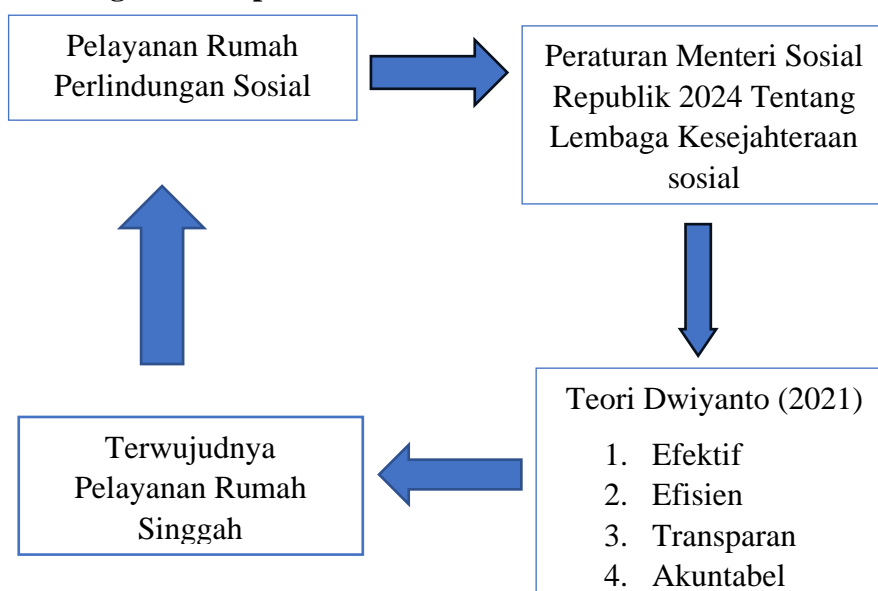 Pelayanan Rumah
Perlindungan Sosial
Peraturan Menteri Sosial
Republik 2024 Tentang
Lembaga Kesejahteraan
sosial
Teori Dwiyanto (2021)
1. Efektif
2. Efisien
3. Transparan
4. Akuntabel
Terwujudnya
Pelayanan Rumah
Singgah